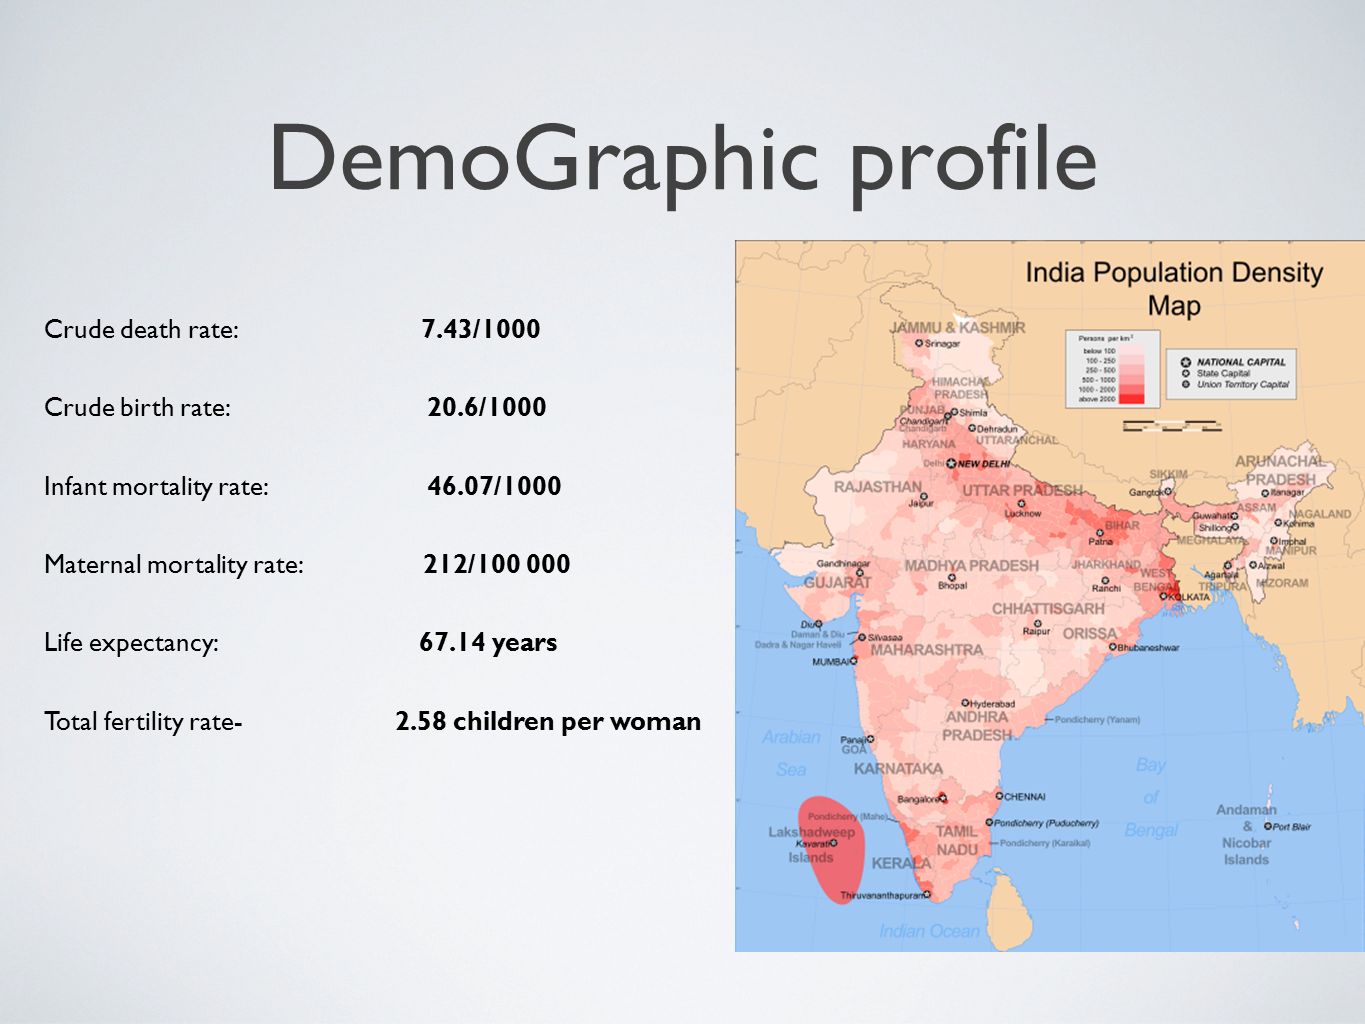 DemoGraphic profile
Crude death rate: 7.43/1000
Crude birth rate: 20.6/1000
Infant mortality rate: 46.07/1000
Maternal mortality rate: 212/100 000
Life expectancy: 67.14 years
Total fertility rate- 2.58 children per woman
India Population Density
Map
Persons per km²
below 100
100 - 250
250 - 500
500 - 1000
1000 - 2000
above 2000
NATIONAL CAPITAL
State Capital
Union Territory Capital
JAMMU & KASHMIR
Srinagar
HIMACHAL
PRADESH
PUNJAB
Shimla
Chandigarh
Chandigarh
Dehradun
UTTARANCHAL
HARYANA
Delhi
NEW DELHI
RAJASTHAN
Jaipur
UTTAR PRADESH
Lucknow
SIKKIM
Gangtok
ARUNACHAL
PRADESH
Itanagar
ASSAM
NAGALAND
Guwahati
Shillong
Kohima
MEGHALAYA
Imphal
MANIPUR
BIHAR
Patna
Gandhinagar
GUJARAT
MADHYA PRADESH
Bhopal
JHARKHAND
Ranchi
WEST
BENGAL
KOLKATA
Agartala
TRIPURA
Aizwal
MIZORAM
CHHATTISGARH
Raipur
ORISSA
Bhubaneshwar
Diu
Daman & Diu
Dadra & Nagar Haveli
Silvasaa
MAHARASHTRA
MUMBAI
Hyderabad
ANDHRA
PRADESH
Pondicherry (Yanam)
Arabian
Sea
Panaji
GOA
KARNATAKA
Bay
of
Bengal
Bangalore
CHENNAI
Pondicherry (Mahe)
Pondicherry (Puducherry)
Lakshadweep
Kavarati
Islands
TAMIL
NADU
Pondicherry (Karaikal)
KERALA
Thiruvananthapuram
Andaman
&
Nicobar
Islands
Port Blair
Indian Ocean